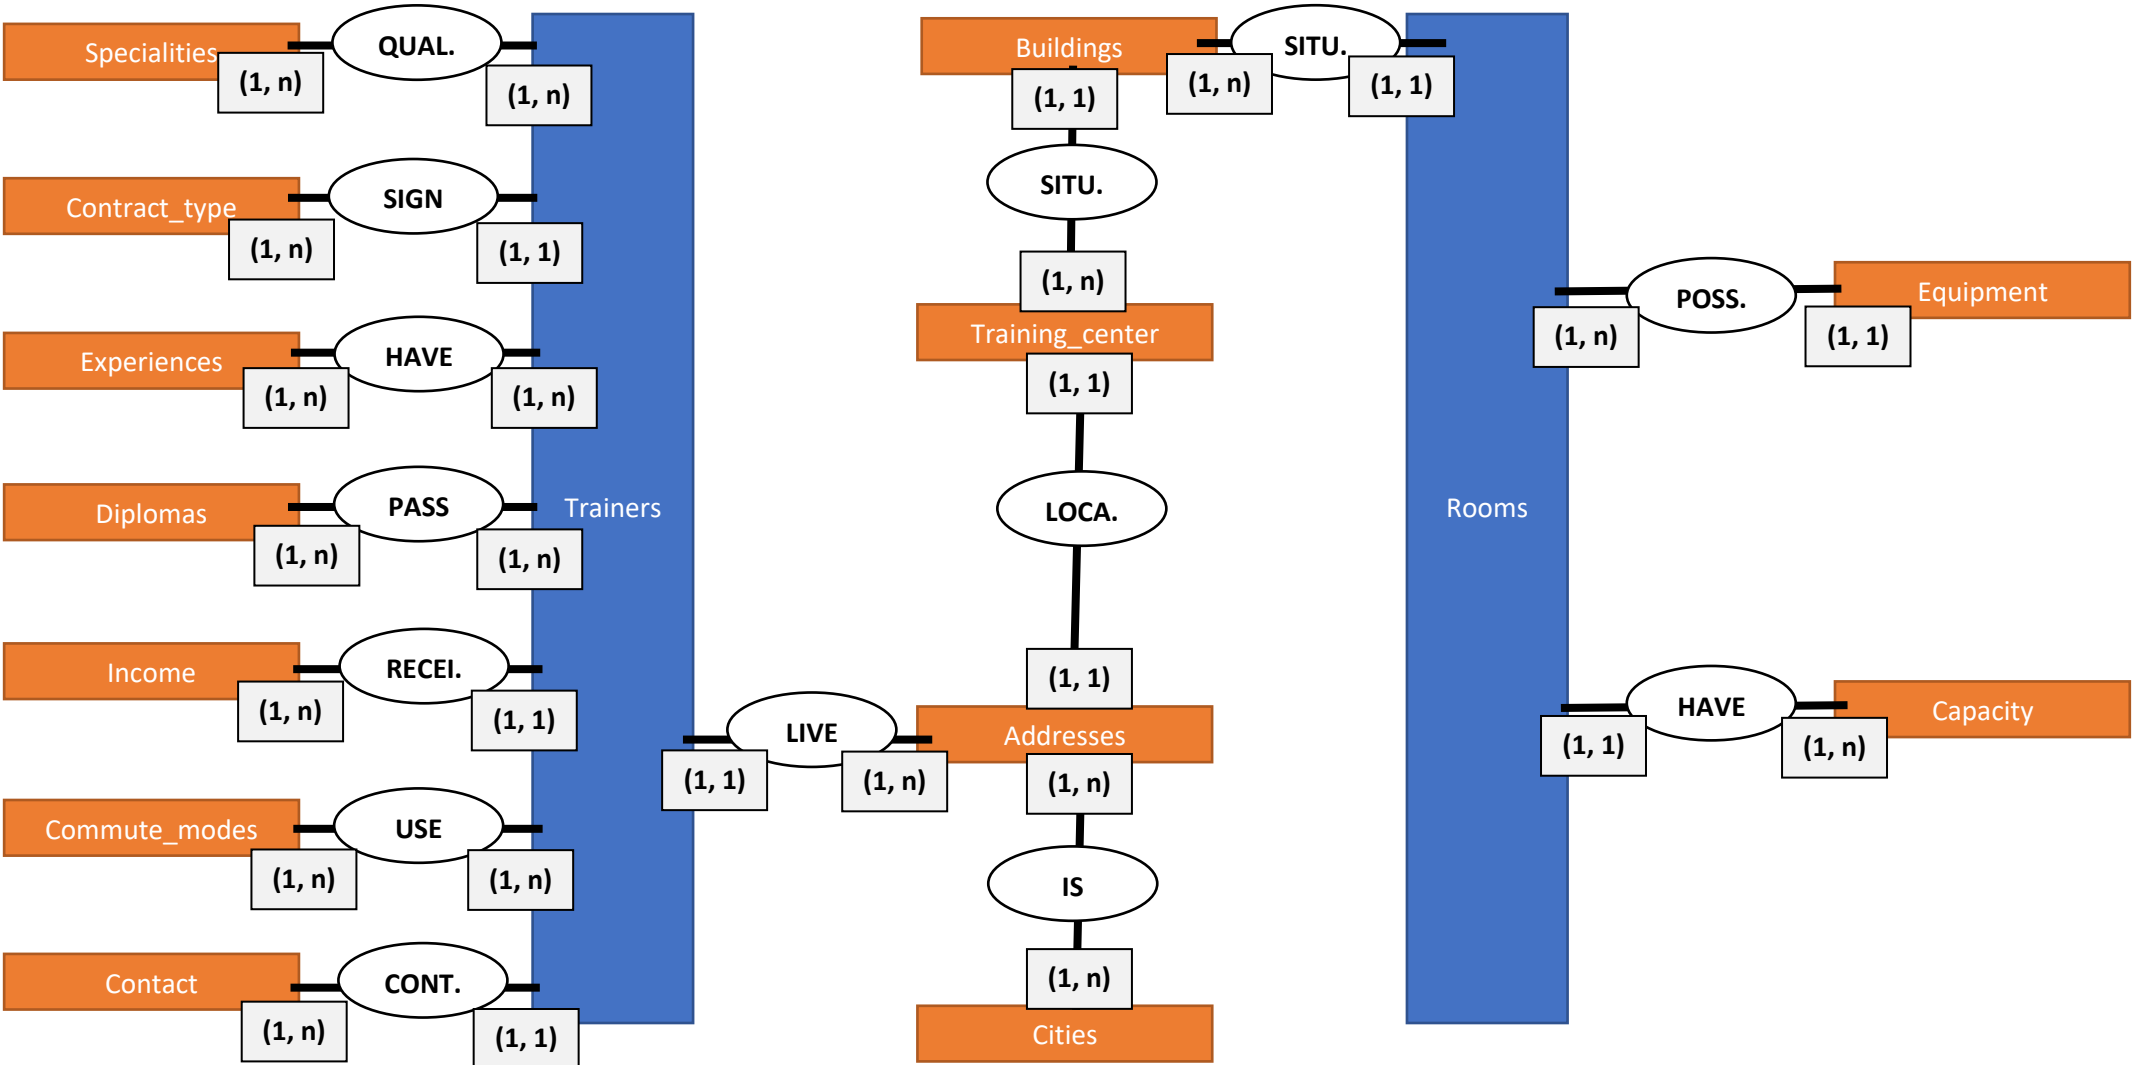 Specialities
QUAL.
(1, n)
(1, n)
Contract_type
SIGN
(1, n)
(1, 1)
Experiences
HAVE
(1, n)
(1, n)
Diplomas
PASS
(1, n)
(1, n)
Income
RECEI.
(1, n)
(1, 1)
Commute_modes
USE
(1, n)
(1, n)
Contact
CONT.
(1, n)
(1, 1)
Trainers
LIVE
(1, 1)
(1, n)
Buildings
SITU.
(1, n)
(1, 1)
(1, 1)
SITU.
(1, n)
Training_center
(1, 1)
LOCA.
(1, 1)
Addresses
(1, n)
IS
(1, n)
Cities
Rooms
POSS.
Equipment
(1, n)
(1, 1)
HAVE
Capacity
(1, 1)
(1, n)